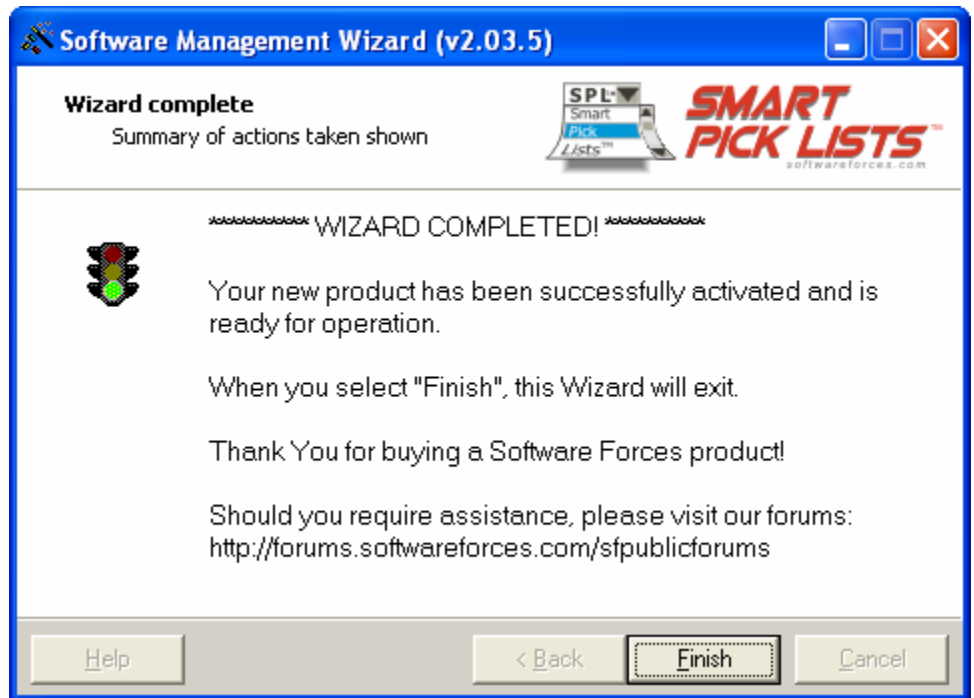 Software Management Wizard (v2.03.5)
Wizard complete
Summary of actions taken shown
SPL
Smart
Pick
Lists™
SMART
PICK LISTS™
softwareforces.com
*********** WIZARD COMPLETED! ***********
Your new product has been successfully activated and is
ready for operation.
When you select "Finish", this Wizard will exit.
Thank You for buying a Software Forces product!
Should you require assistance, please visit our forums:
http://forums.softwareforces.com/sfpublicforums
Help
< Back
Finish
Cancel